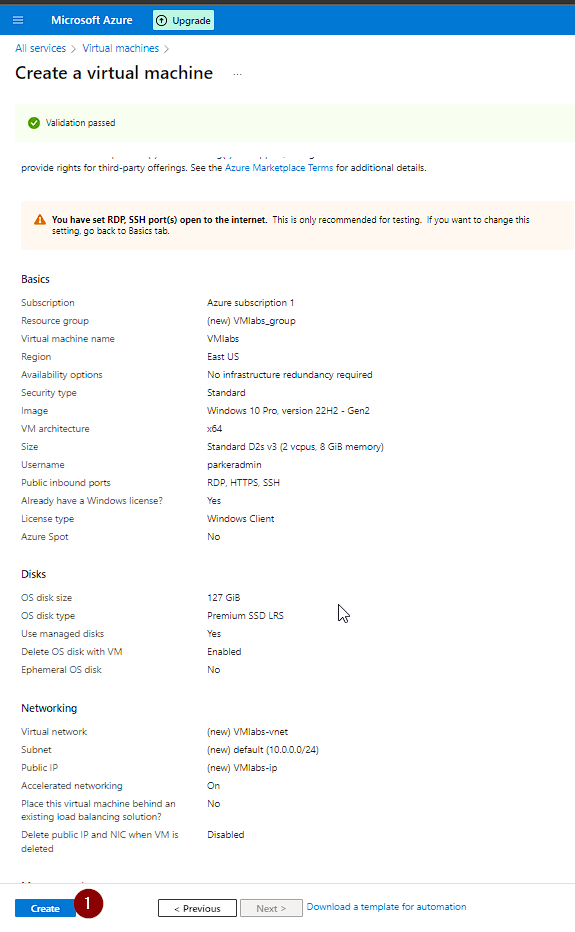 Microsoft Azure
Upgrade
All services > Virtual machines >
Create a virtual machine ...
Validation passed
provide rights for third-party offerings. See the Azure Marketplace Terms for additional details.
You have set RDP, SSH port(s) open to the internet. This is only recommended for testing. If you want to change this
setting, go back to Basics tab.
Basics
Subscription Azure subscription 1
Resource group (new) VMlabs_group
Virtual machine name VMlabs
Region East US
Availability options No infrastructure redundancy required
Security type Standard
Image Windows 10 Pro, version 22H2 - Gen2
VM architecture x64
Size Standard D2s v3 (2 vcpus, 8 GiB memory)
Username parkeradmin
Public inbound ports RDP, HTTPS, SSH
Already have a Windows license? Yes
License type Windows Client
Azure Spot No
Disks
OS disk size 127 GiB
OS disk type Premium SSD LRS
Use managed disks Yes
Delete OS disk with VM Enabled
Ephemeral OS disk No
Networking
Virtual network (new) VMlabs-vnet
Subnet (new) default (10.0.0.0/24)
Public IP (new) VMlabs-ip
Accelerated networking On
Place this virtual machine behind an No
existing load balancing solution?
Delete public IP and NIC when VM is Disabled
deleted
Create
1
< Previous
Next >
Download a template for automation